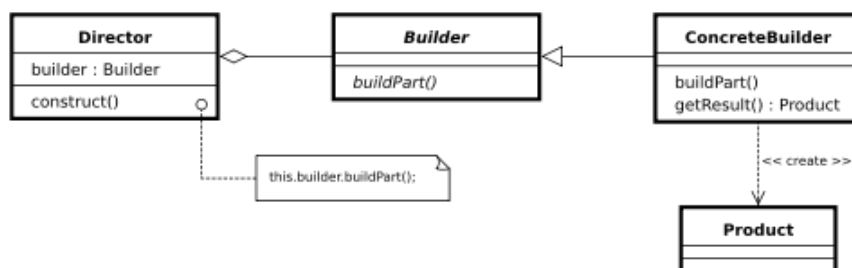 Director
builder : Builder
construct()
this.builder.buildPart();
Builder
buildPart()
ConcreteBuilder
buildPart()
getResult() : Product
<< create >>
Product